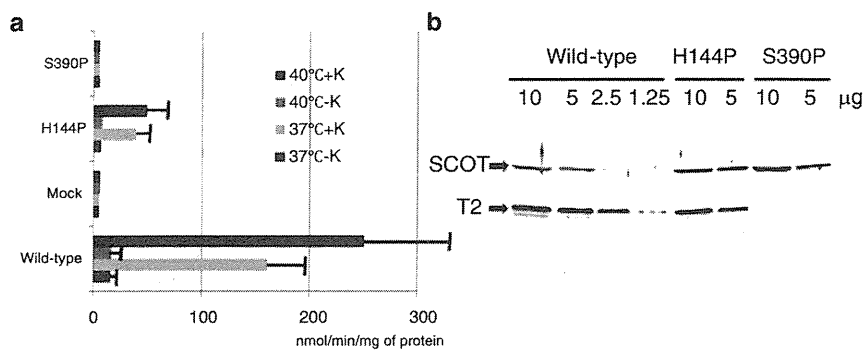 a
S390P
H144P
Mock
Wild-type
40℃+K
40℃-K
37℃+K
37℃-K
0 100 200 300
nmol/min/mg of protein
b
Wild-type H144P S390P
10 5 2.5 1.25 10 5 10 5 μg
SCOT
T2